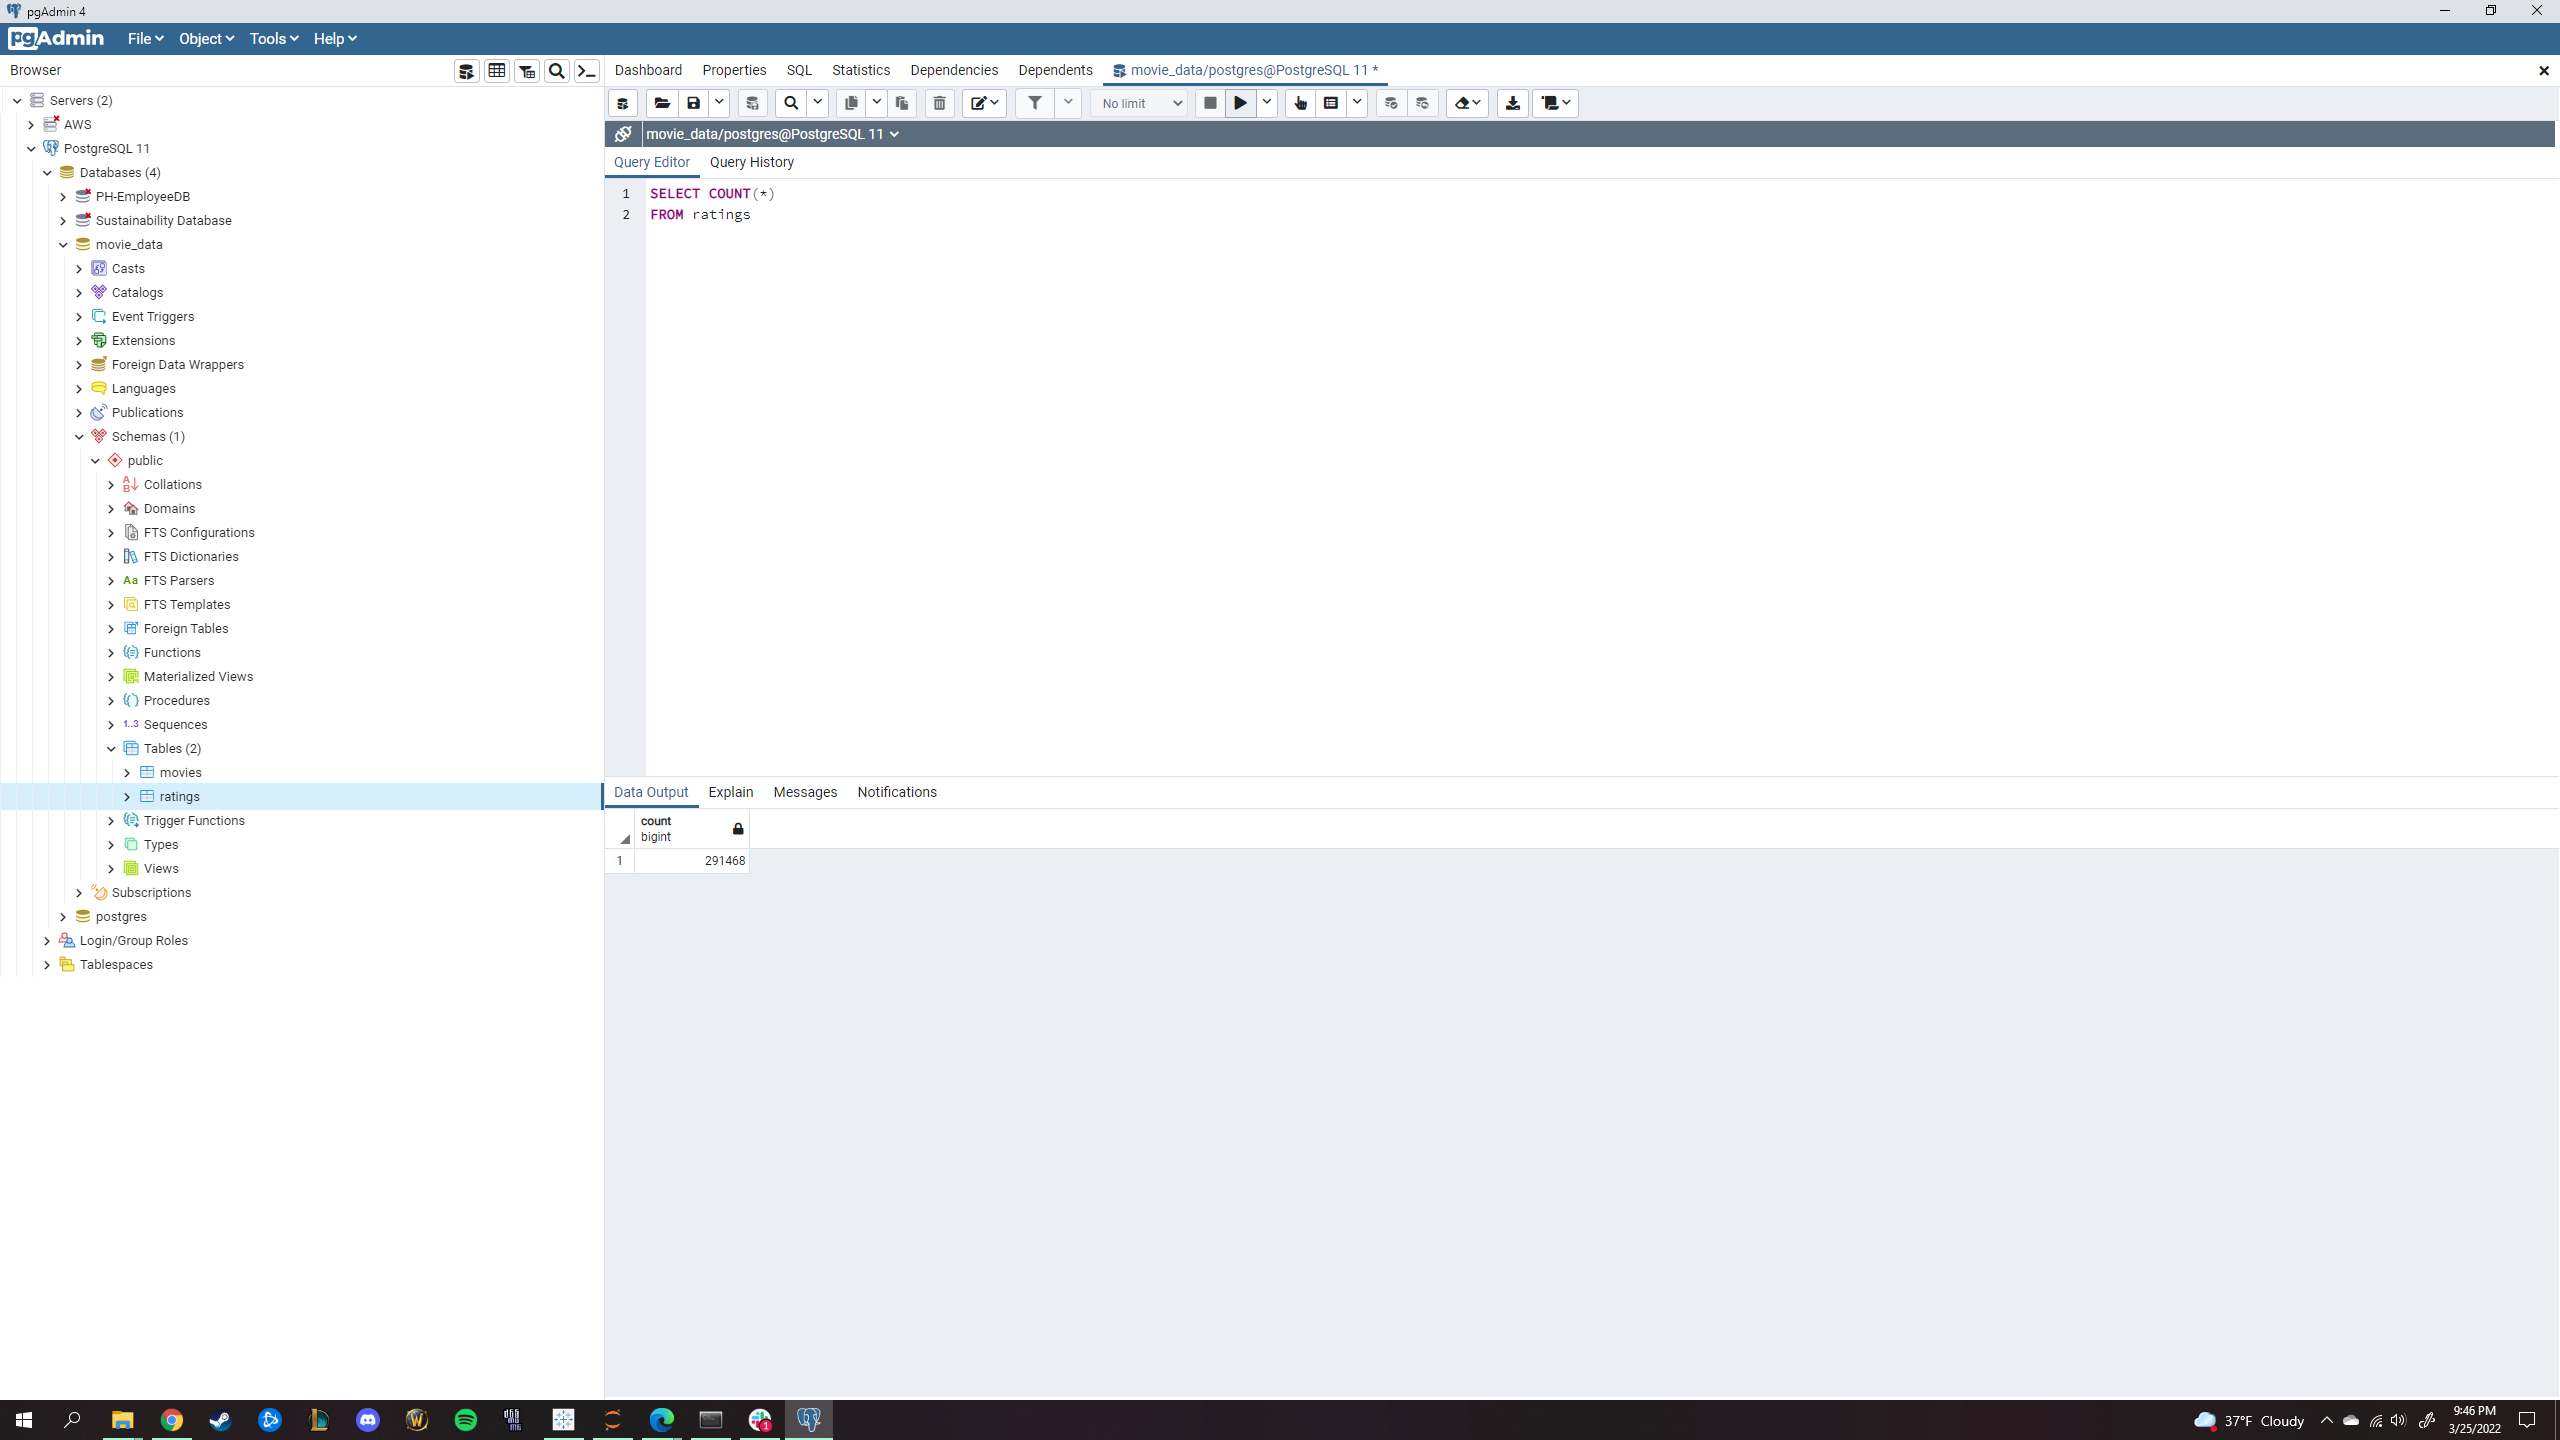 pgAdmin 4
pgAdmin File Object Tools Help
Browser
Dashboard Properties SQL Statistics Dependencies Dependents movie_data/postgres@PostgreSQL 11 *
No limit
movie_data/postgres@PostgreSQL 11
Query Editor Query History
1 SELECT COUNT(*)
2 FROM ratings
Servers (2)
AWS
PostgreSQL 11
Databases (4)
PH-EmployeeDB
Sustainability Database
movie_data
Casts
Catalogs
Event Triggers
Extensions
Foreign Data Wrappers
Languages
Publications
Schemas (1)
public
Collations
Domains
FTS Configurations
FTS Dictionaries
Aa FTS Parsers
FTS Templates
Foreign Tables
Functions
Materialized Views
Procedures
1..3 Sequences
Tables (2)
movies
ratings
Trigger Functions
Types
Views
Subscriptions
postgres
Login/Group Roles
Tablespaces
Data Output Explain Messages Notifications
count
bigint
1 291468
37°F Cloudy
9:46 PM
3/25/2022